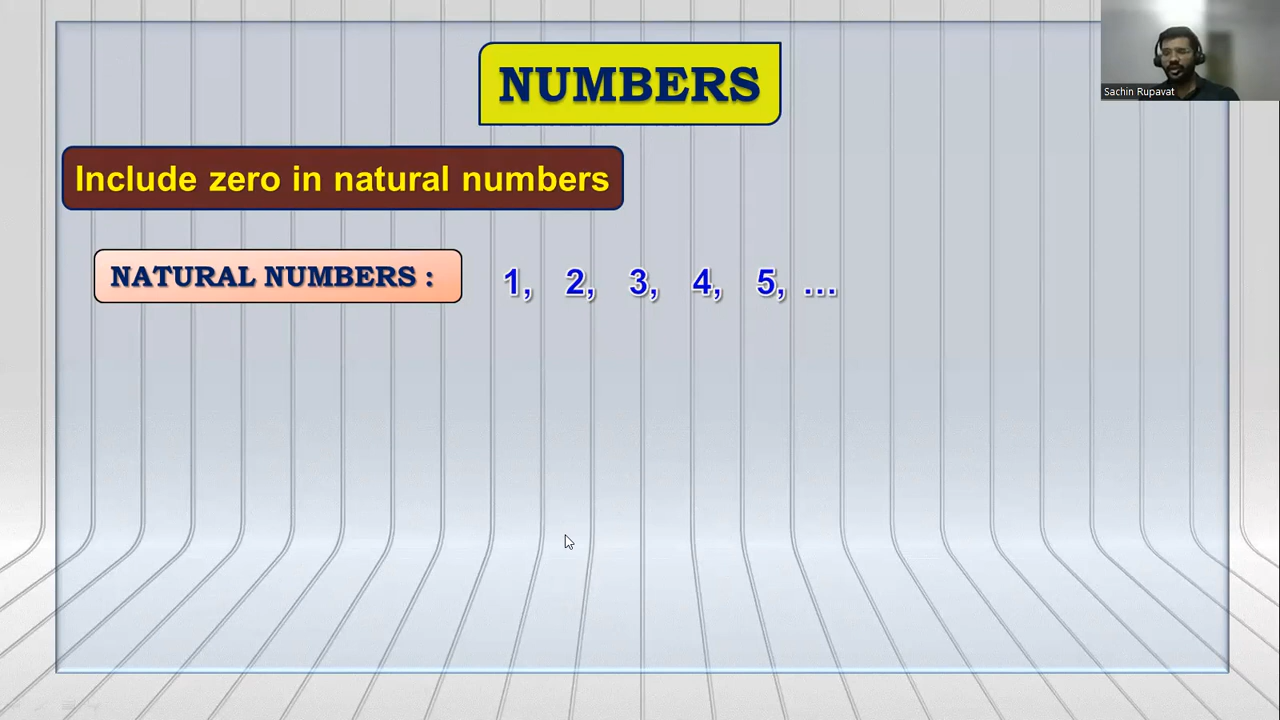 NUMBERS
Sachin Rupavat
Include zero in natural numbers
NATURAL NUMBERS : 1, 2, 3, 4, 5, ...